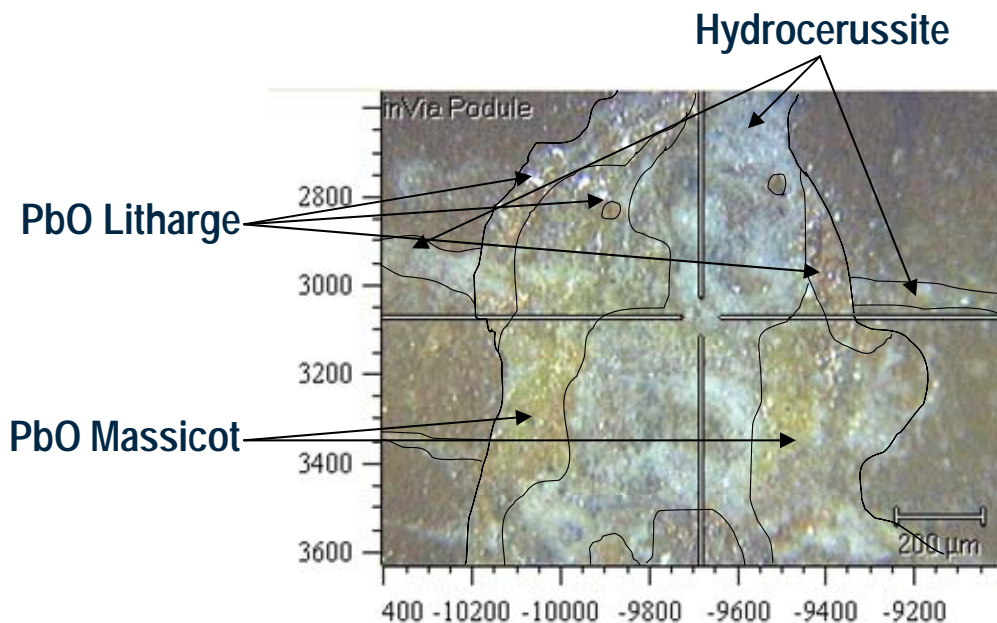 Hydrocerussite
inVia Podule
2800
PbO Litharge
3000
3200
PbO Massicot
3400
200 µm
3600
400 -10200 -10000 -9800 -9600 -9400 -9200